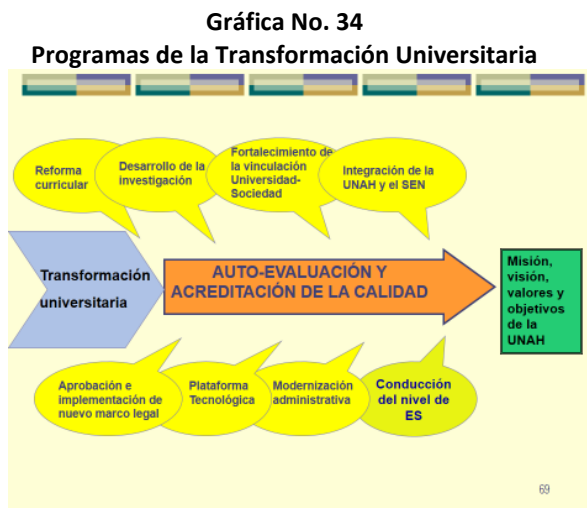 Gráfica No. 34
Programas de la Transformación Universitaria
Reforma
curricular
Desarrollo de la
investigación
Fortalecimiento de
la vinculación
Universidad-
Sociedad
Integración de la
UNAH y el SEN
Transformación
universitaria
AUTO-EVALUACIÓN Y
ACREDITACIÓN DE LA CALIDAD
Misión,
visión,
valores y
objetivos
de la
UNAH
Aprobación e
implementación de
nuevo marco legal
Plataforma
Tecnológica
Modernización
administrativa
Conducción
del nivel de
ES
69